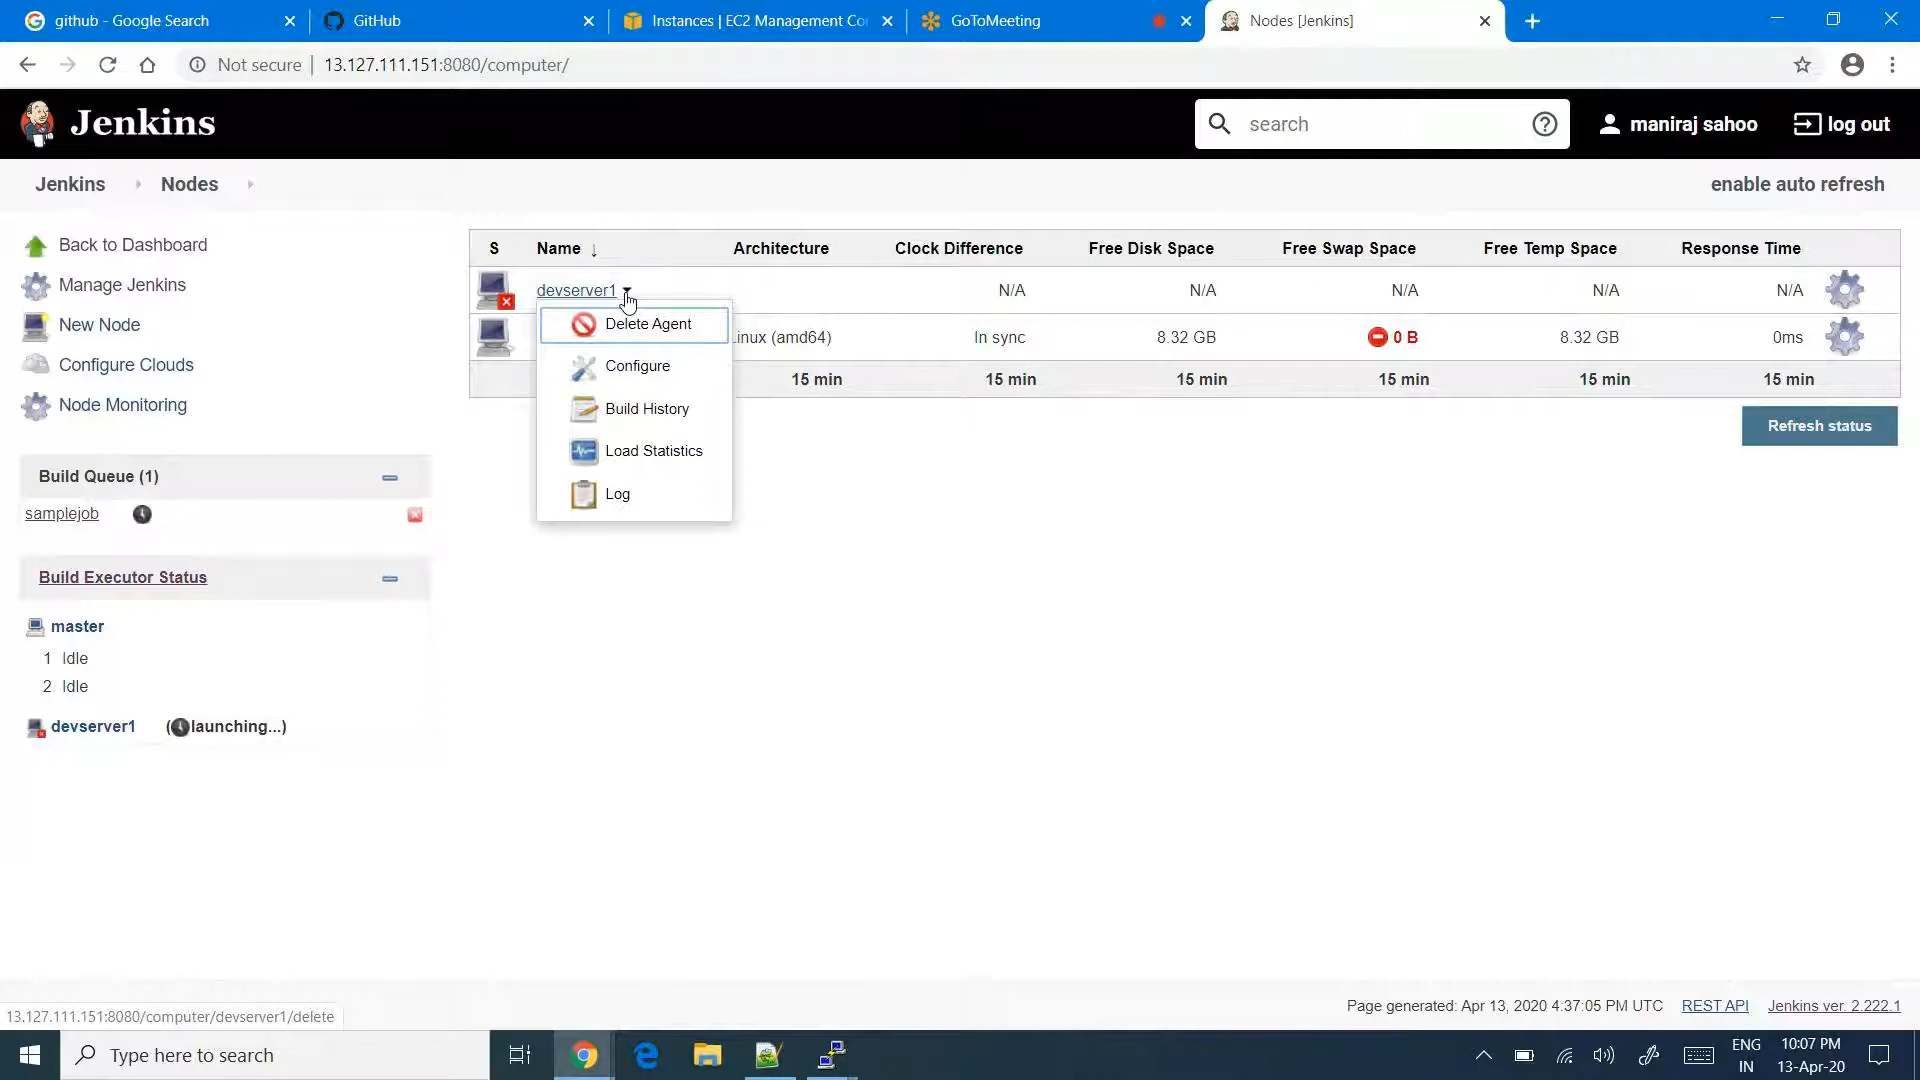 github - Google Search
GitHub
Instances | EC2 Management Co
GoToMeeting
Nodes [Jenkins]
Not secure
13.127.111.151:8080/computer/
Jenkins
search
maniraj sahoo
log out
Jenkins
Nodes
enable auto refresh
Back to Dashboard
Manage Jenkins
New Node
Configure Clouds
Node Monitoring
S Name ↓ Architecture Clock Difference Free Disk Space Free Swap Space Free Temp Space Response Time
devserver1 N/A N/A N/A N/A N/A
inux (amd64) In sync 8.32 GB 0 B 8.32 GB 0ms
15 min 15 min 15 min 15 min 15 min 15 min
Delete Agent
Configure
Build History
Load Statistics
Log
Refresh status
Build Queue (1)
samplejob
Build Executor Status
master
1 Idle
2 Idle
devserver1 (launching...)
Page generated: Apr 13, 2020 4:37:05 PM UTC REST API Jenkins ver. 2.222.1
13.127.111.151:8080/computer/devserver1/delete
Type here to search
ENG
IN
10:07 PM
13-Apr-20